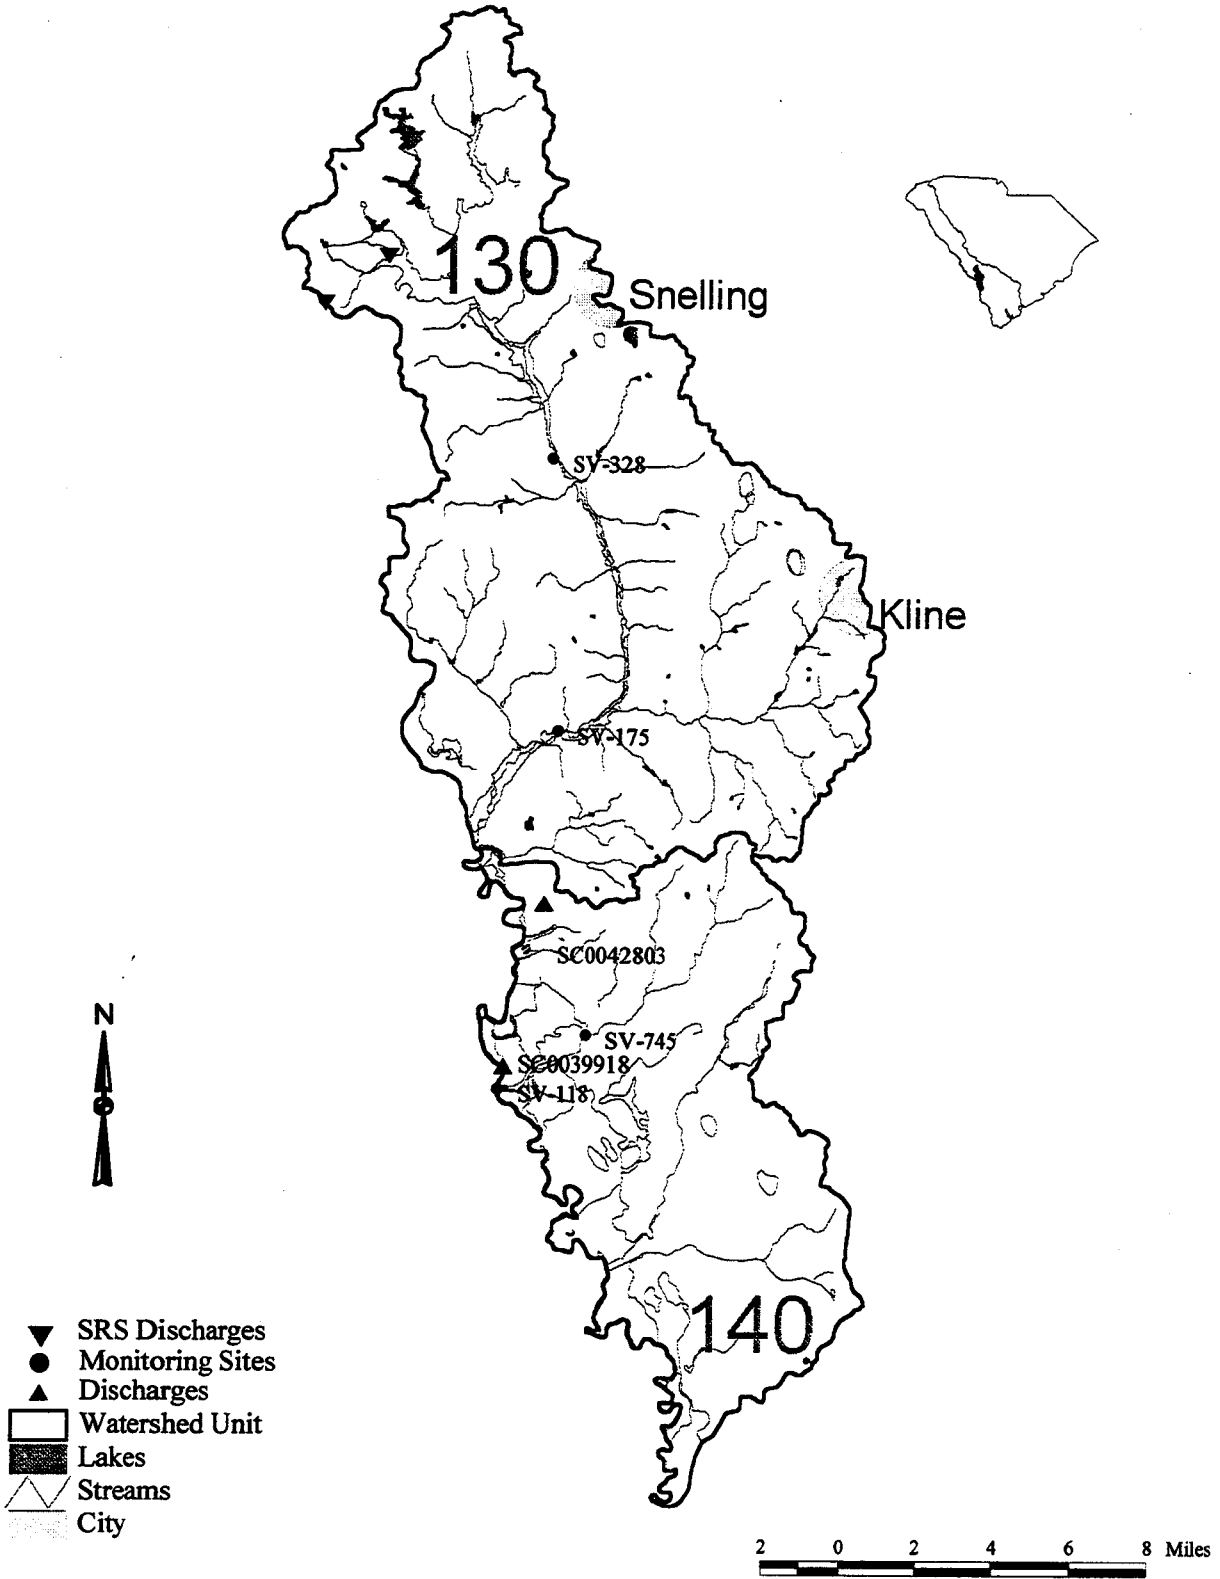 130
Snelling
SV-328
Kline
SV-175
SC0042803
N
SV-745
SC0039918
SV-118
140
SRS Discharges
Monitoring Sites
Discharges
Watershed Unit
Lakes
Streams
City
2 0 2 4 6 8 Miles